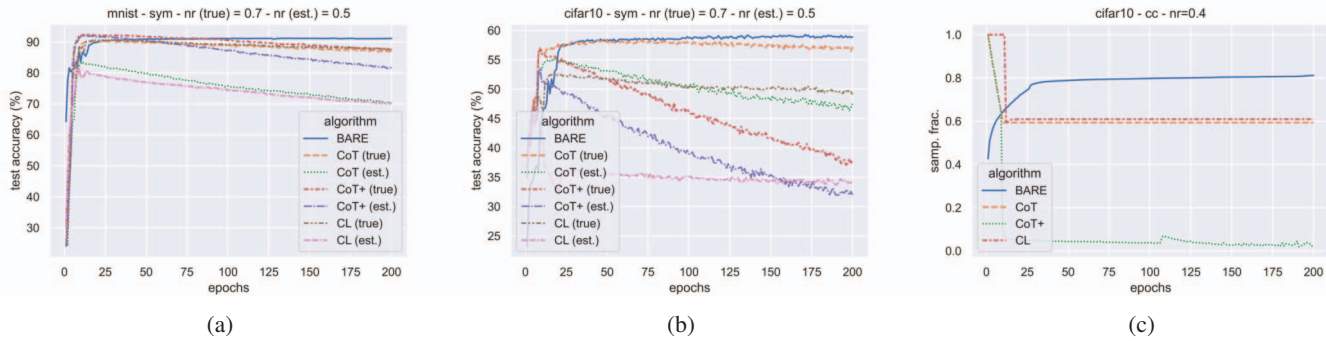 mnist - sym - nr (true) = 0.7 - nr (est.) = 0.5
test accuracy (%)
90
80
70
60
50
40
30
algorithm
BARE
CoT (true)
CoT (est.)
CoT+ (true)
CoT+ (est.)
CL (true)
CL (est.)
0 25 50 75 100 125 150 175 200
epochs
(a)
cifar10 - sym - nr (true) = 0.7 - nr (est.) = 0.5
test accuracy (%)
60
55
50
45
40
35
30
25
algorithm
BARE
CoT (true)
CoT (est.)
CoT+ (true)
CoT+ (est.)
CL (true)
CL (est.)
0 25 50 75 100 125 150 175 200
epochs
(b)
cifar10 - cc - nr=0.4
samp. frac.
1.0
0.8
0.6
0.4
0.2
0.0
algorithm
BARE
CoT
CoT+
CL
0 25 50 75 100 125 150 175 200
epochs
(c)